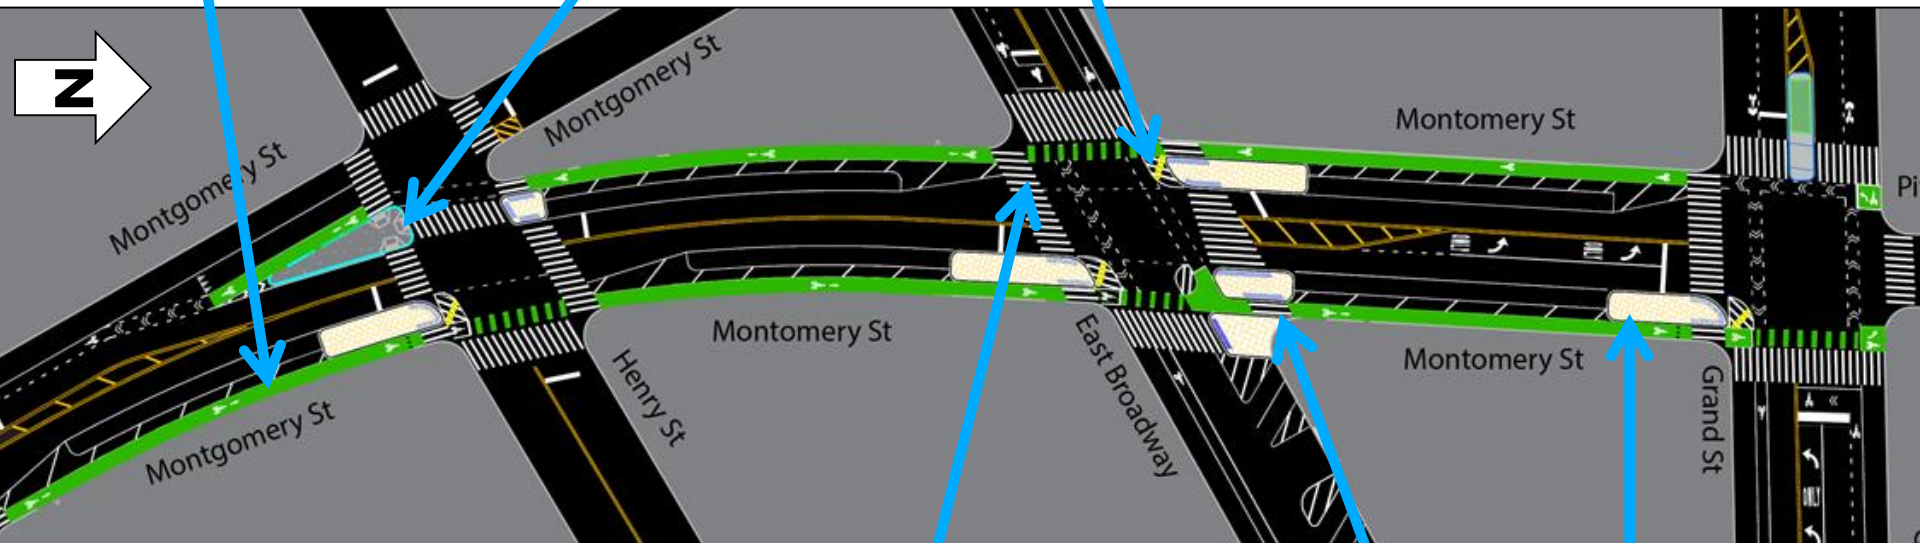 N
Montgomery St
Montgomery St
Montomery St
Montgomery St
Henry St
Montomery St
East Broadway
Montomery St
Grand St
ONLY
Pi